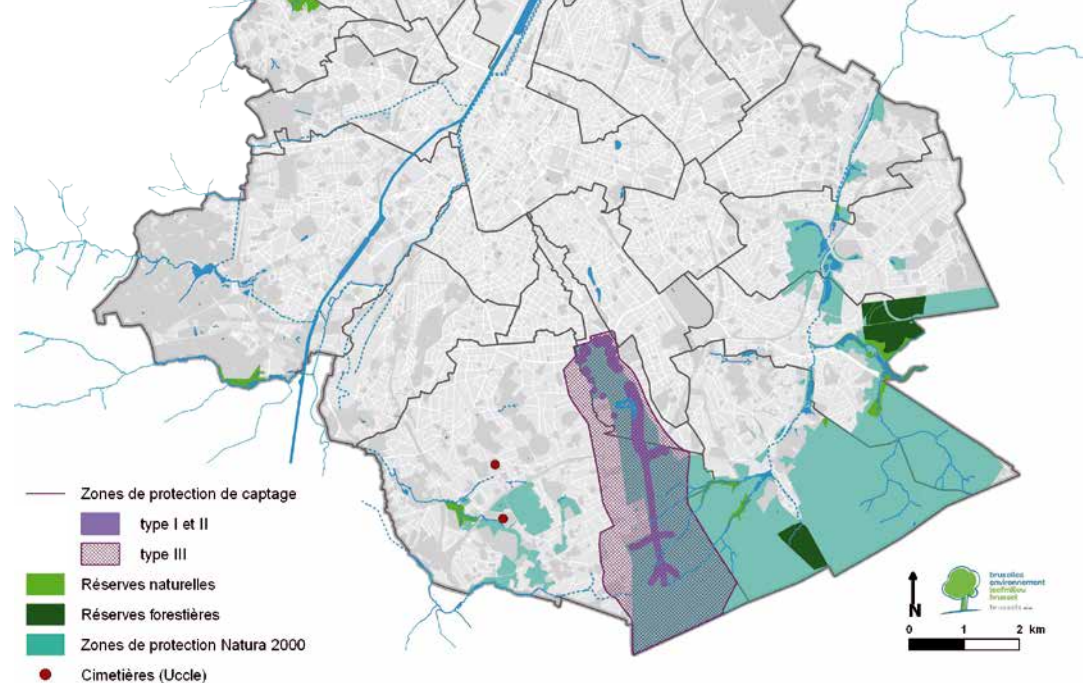 Zones de protection de captage
type I et II
type III
Réserves naturelles
Réserves forestières
Zones de protection Natura 2000
Cimetières (Uccle)
N
0 1 2 km
bruxelles
environnement
leefmilieu
brussel